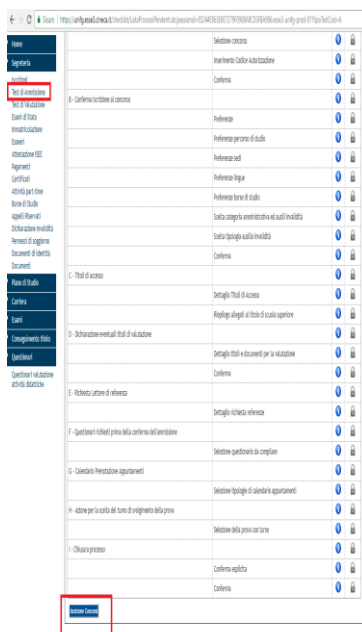 Sicuro
Home
Segreteria
Iscrizioni
Test di Ammissione
Test di Valutazione
Esami di Stato
Immatricolazione
Esoneri
Attestazione ISEE
Pagamenti
Certificati
Attività part time
Borse di Studio
Appelli Riservati
Dichiarazione Invalidità
Permessi di soggiorno
Documenti di identità
Documenti
Piano di Studio
Carriera
Esami
Conseguimento titolo
Questionari
Questionari valutazione
attività didattiche
Selezione concorso
Inserimento Codice Autorizzazione
Conferma
B - Conferma iscrizione al concorso
Preferenze
Preferenze percorso di studio
Preferenze sedi
Preferenze lingue
Preferenze borse di studio
Scelta categoria amministrativa ed ausili invalidità
Scelta tipologia ausilio invalidità
Conferma
C - Titoli di accesso
Dettaglio Titoli di Accesso
Riepilogo allegati al titolo di scuola superiore
D - Dichiarazione eventuali titoli di valutazione
Dettaglio titoli e documenti per la valutazione
Conferma
E - Richiesta Lettere di referenza
Dettaglio richiesta referenze
F - Questionari richiesti prima della conferma dell'ammissione
Selezione questionario da compilare
G - Calendario Prenotazione Appuntamenti
Selezione tipologie di calendario appuntamenti
H - Azione per la scelta del turno di svolgimento della prova
Selezione della prova con turno
I - Chiusura processo
Conferma esplicita
Conferma
Iscrizione Concorsi